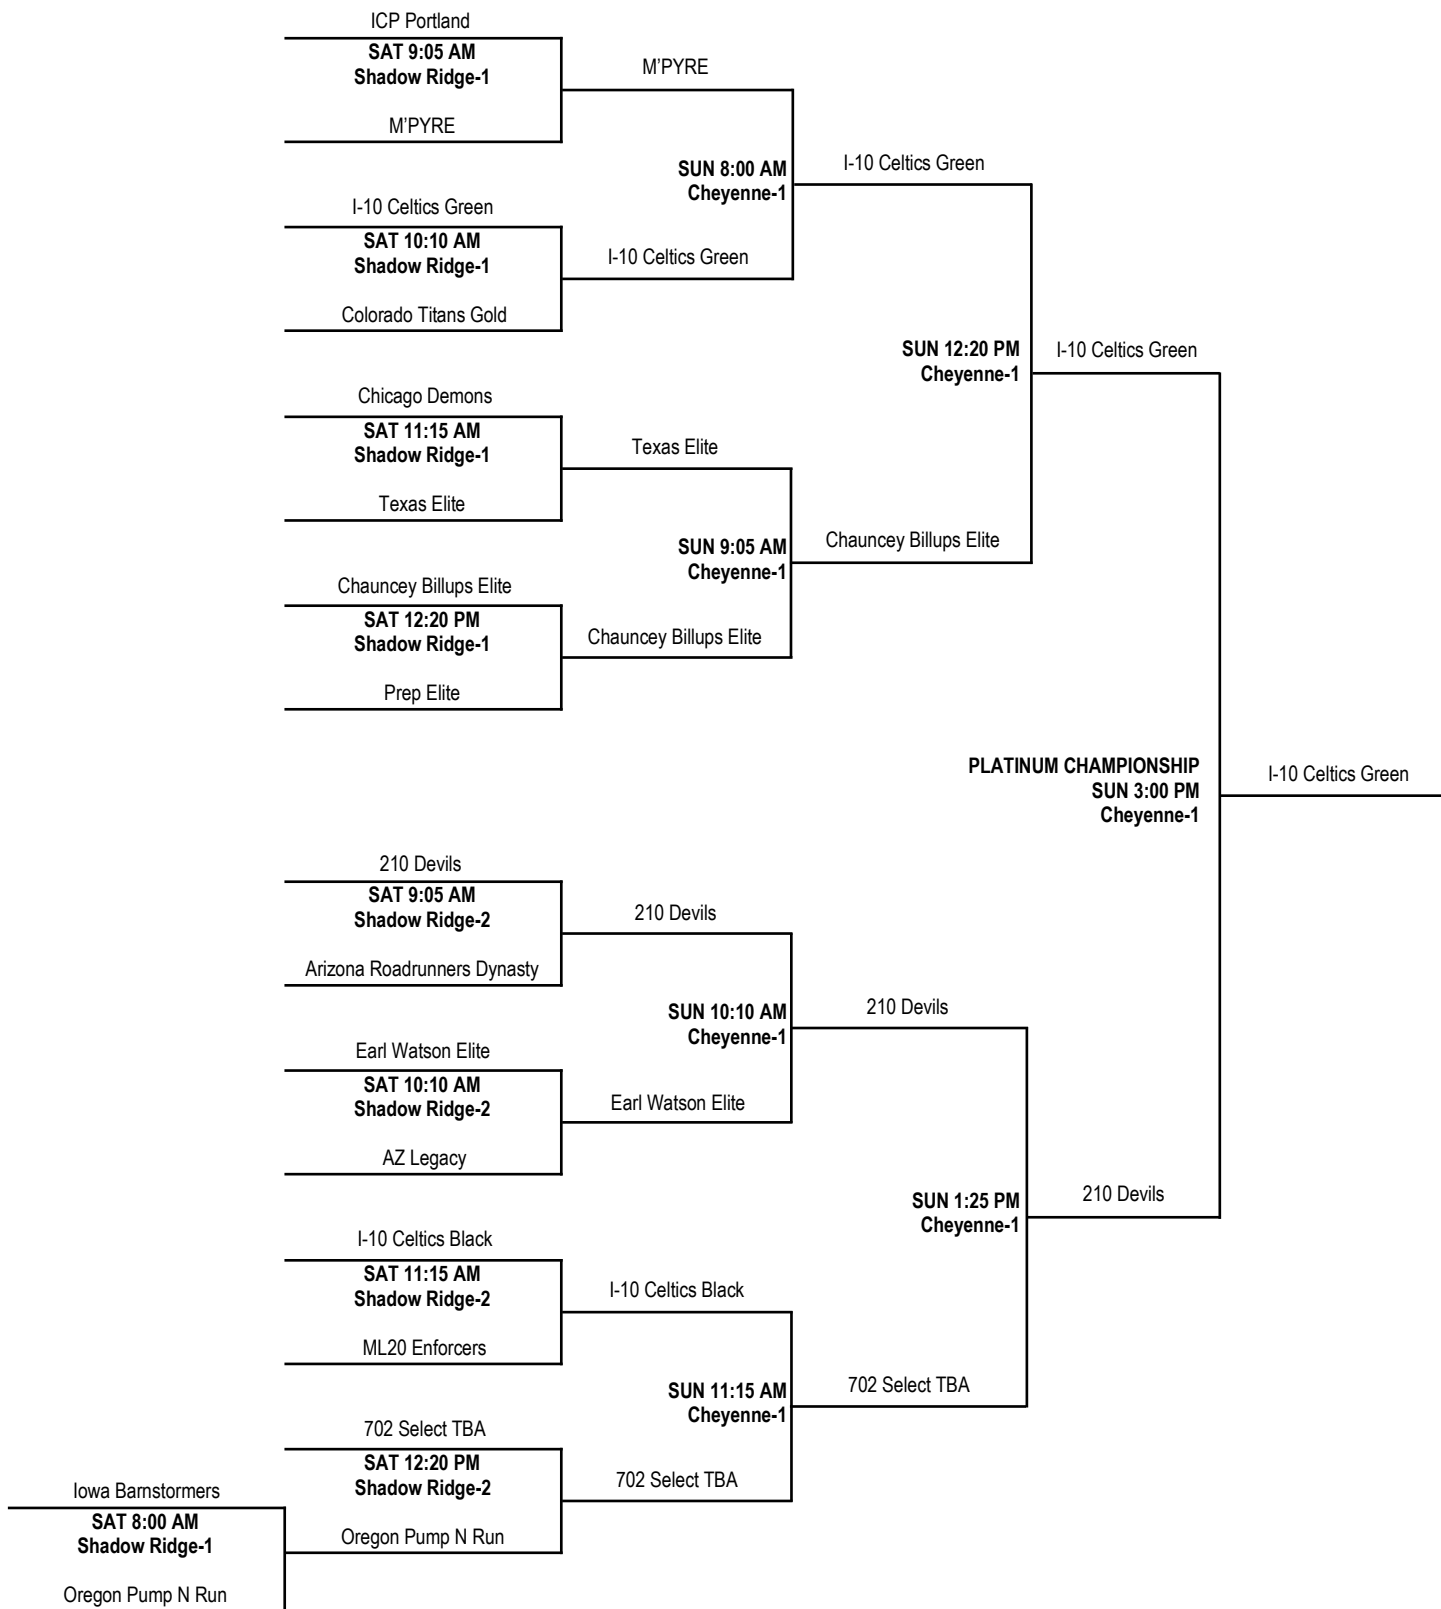 ICP Portland
SAT 9:05 AM
Shadow Ridge-1
M'PYRE
M'PYRE
SUN 8:00 AM
Cheyenne-1
I-10 Celtics Green
I-10 Celtics Green
SAT 10:10 AM
Shadow Ridge-1
I-10 Celtics Green
Colorado Titans Gold
SUN 12:20 PM
Cheyenne-1
I-10 Celtics Green
Chicago Demons
SAT 11:15 AM
Shadow Ridge-1
Texas Elite
Texas Elite
SUN 9:05 AM
Cheyenne-1
Chauncey Billups Elite
Chauncey Billups Elite
SAT 12:20 PM
Shadow Ridge-1
Chauncey Billups Elite
Prep Elite
PLATINUM CHAMPIONSHIP
SUN 3:00 PM
Cheyenne-1
I-10 Celtics Green
210 Devils
SAT 9:05 AM
Shadow Ridge-2
210 Devils
Arizona Roadrunners Dynasty
SUN 10:10 AM
Cheyenne-1
210 Devils
Earl Watson Elite
SAT 10:10 AM
Shadow Ridge-2
Earl Watson Elite
AZ Legacy
SUN 1:25 PM
Cheyenne-1
210 Devils
I-10 Celtics Black
SAT 11:15 AM
Shadow Ridge-2
I-10 Celtics Black
ML20 Enforcers
SUN 11:15 AM
Cheyenne-1
702 Select TBA
702 Select TBA
SAT 12:20 PM
Shadow Ridge-2
702 Select TBA
Iowa Barnstormers
SAT 8:00 AM
Shadow Ridge-1
Oregon Pump N Run
Oregon Pump N Run